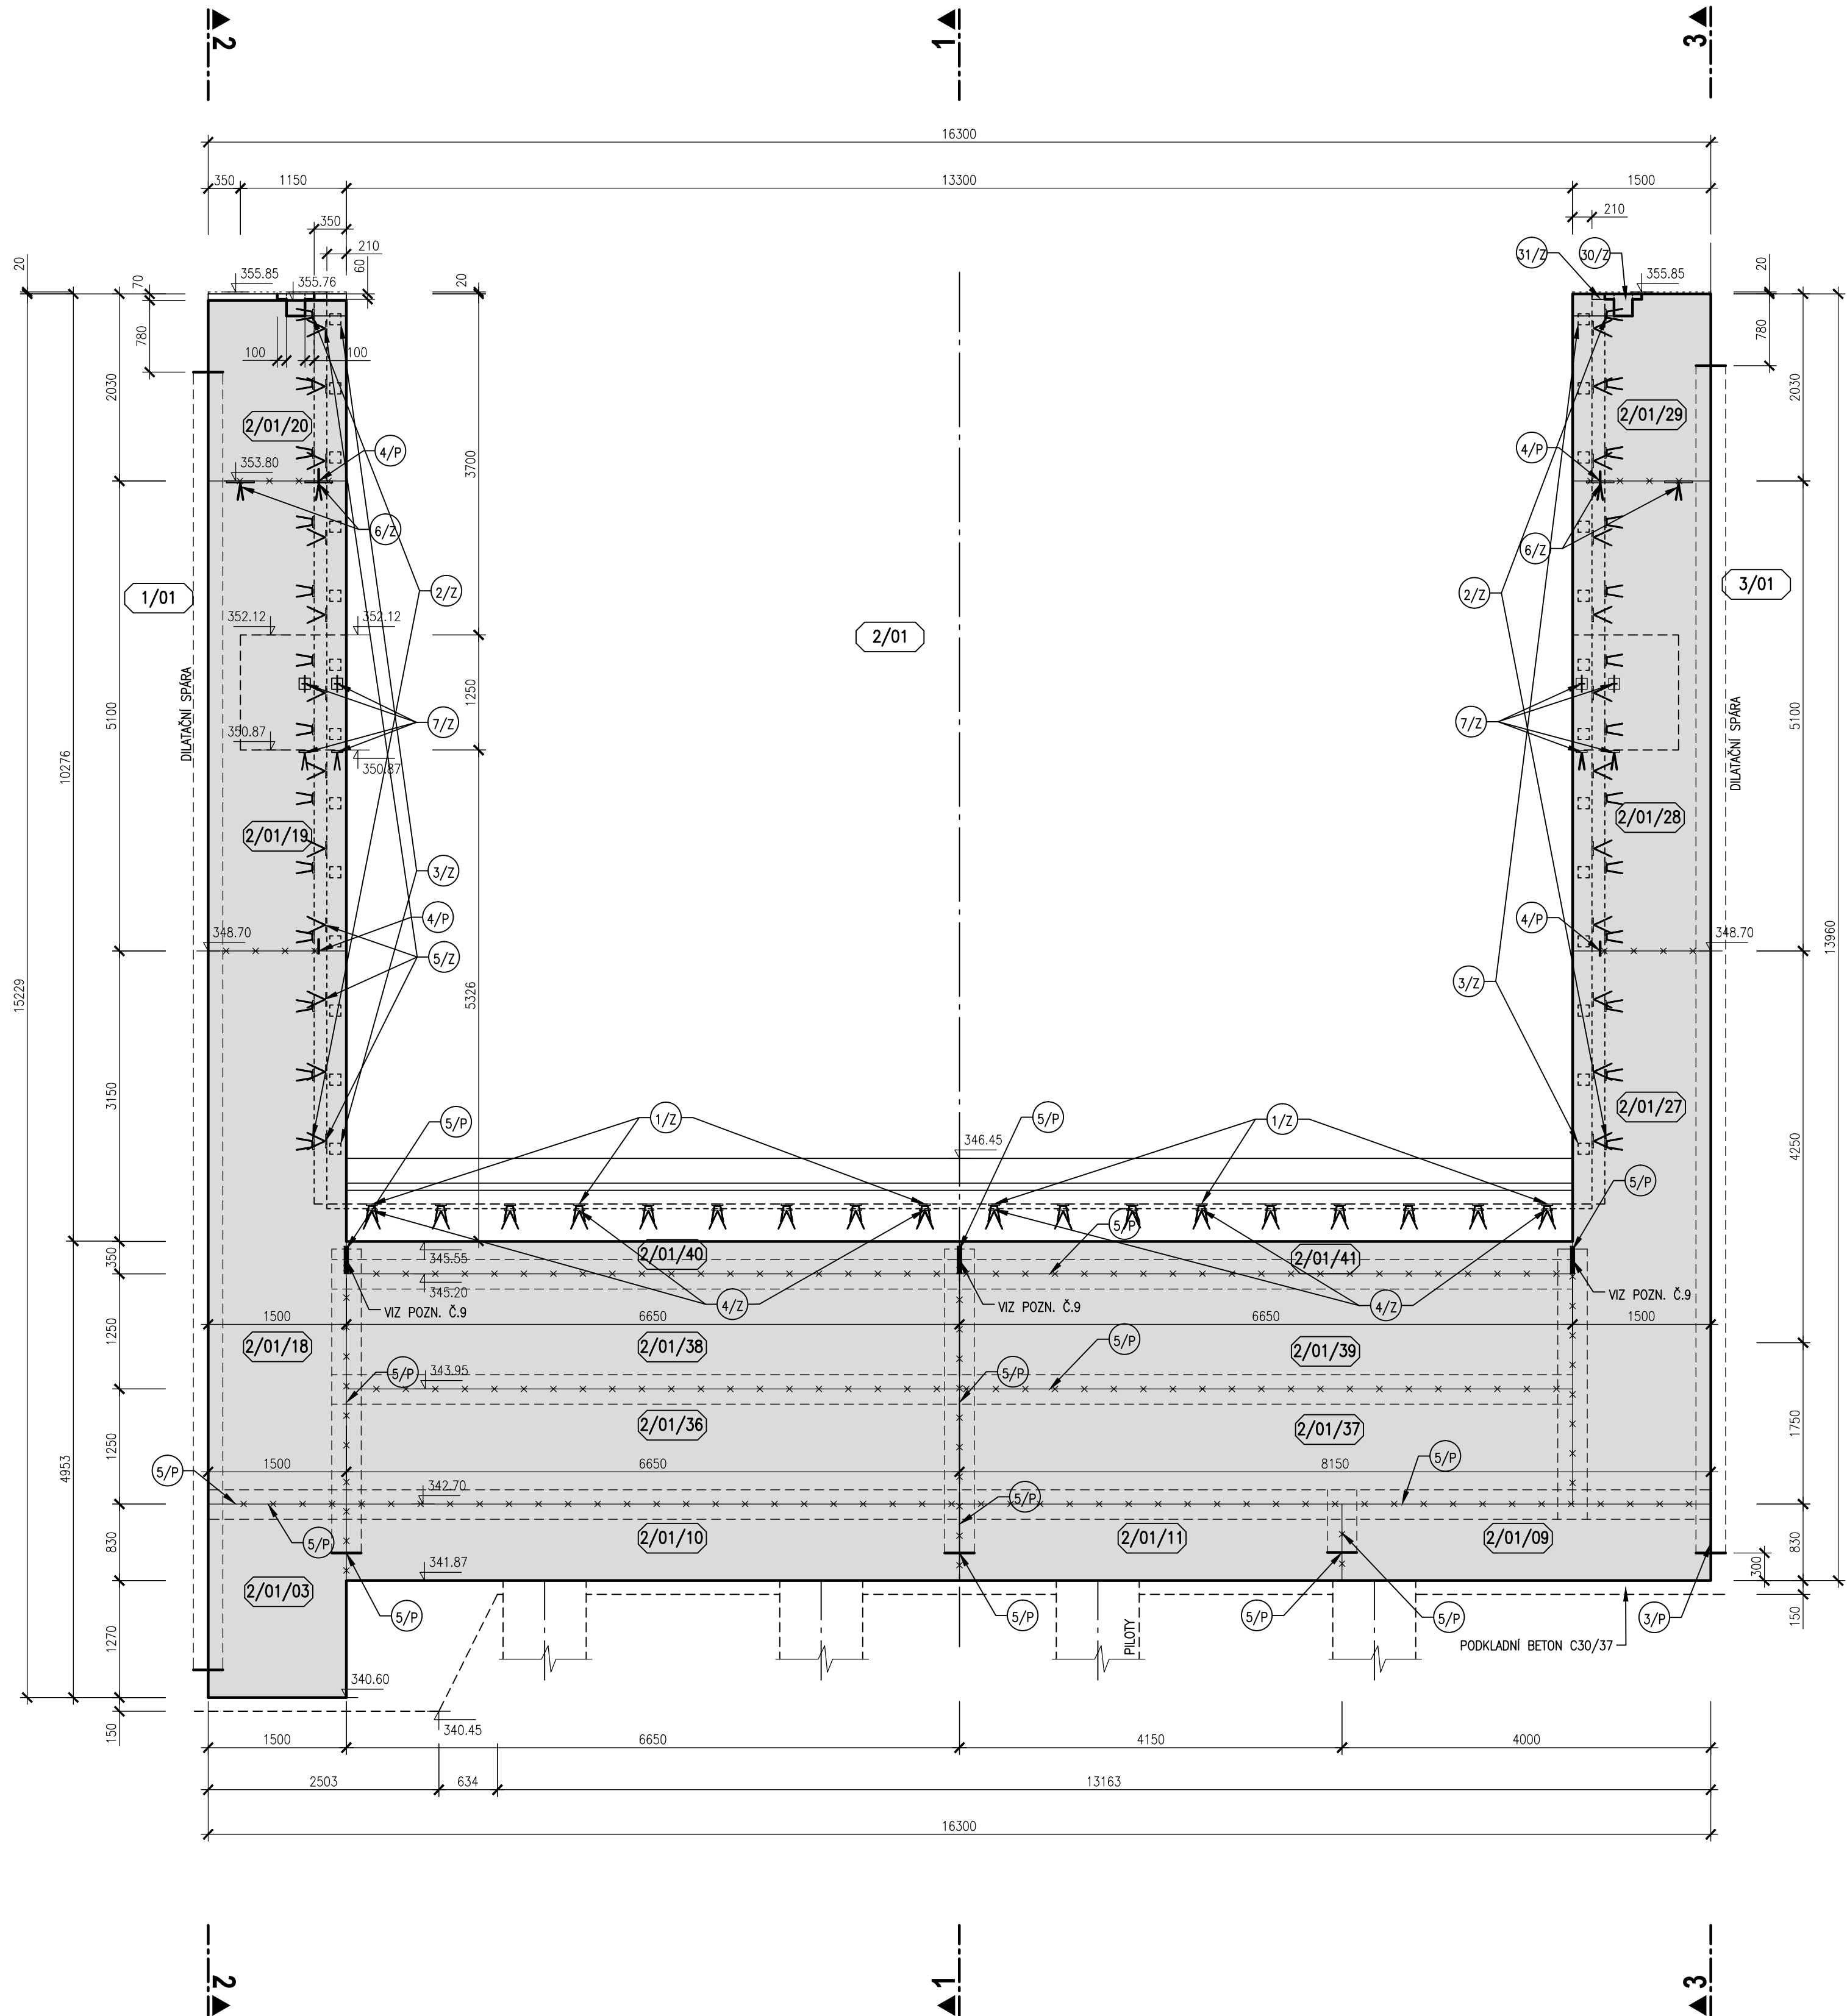 2
1
3
16300
350
1150
13300
1500
350
210
210
20
70
60
20
20
355.85
355.76
31/Z
30/Z
355.85
780
100
100
780
2030
2/01/20
4/P
3700
4/P
2/01/29
2030
353.80
6/Z
6/Z
1/01
2/Z
2/Z
3/01
352.12
352.12
2/01
DILATAČNÍ SPÁRA
5100
1250
7/Z
7/Z
DILATAČNÍ SPÁRA
5100
350.87
350.87
10276
2/01/19
2/01/28
3/Z
4/P
4/P
348.70
348.70
5/Z
13960
15229
5326
3/Z
3150
5/P
1/Z
5/P
1/Z
2/01/27
346.45
4250
5/P
5/P
350
345.55
2/01/40
2/01/41
345.20
VIZ POZN. Č.9
4/Z
VIZ POZN. Č.9
4/Z
VIZ POZN. Č.9
1500
6650
6650
1500
1250
2/01/18
2/01/38
2/01/39
5/P
5/P
343.95
5/P
2/01/36
2/01/37
1250
1750
4953
5/P
1500
6650
8150
5/P
342.70
5/P
830
5/P
2/01/10
2/01/11
2/01/09
830
341.87
300
2/01/03
5/P
5/P
5/P
5/P
3/P
150
1270
PILOTY
PODKLADNÍ BETON C30/37
340.60
150
340.45
1500
6650
4150
4000
2503
634
13163
16300
2
1
3